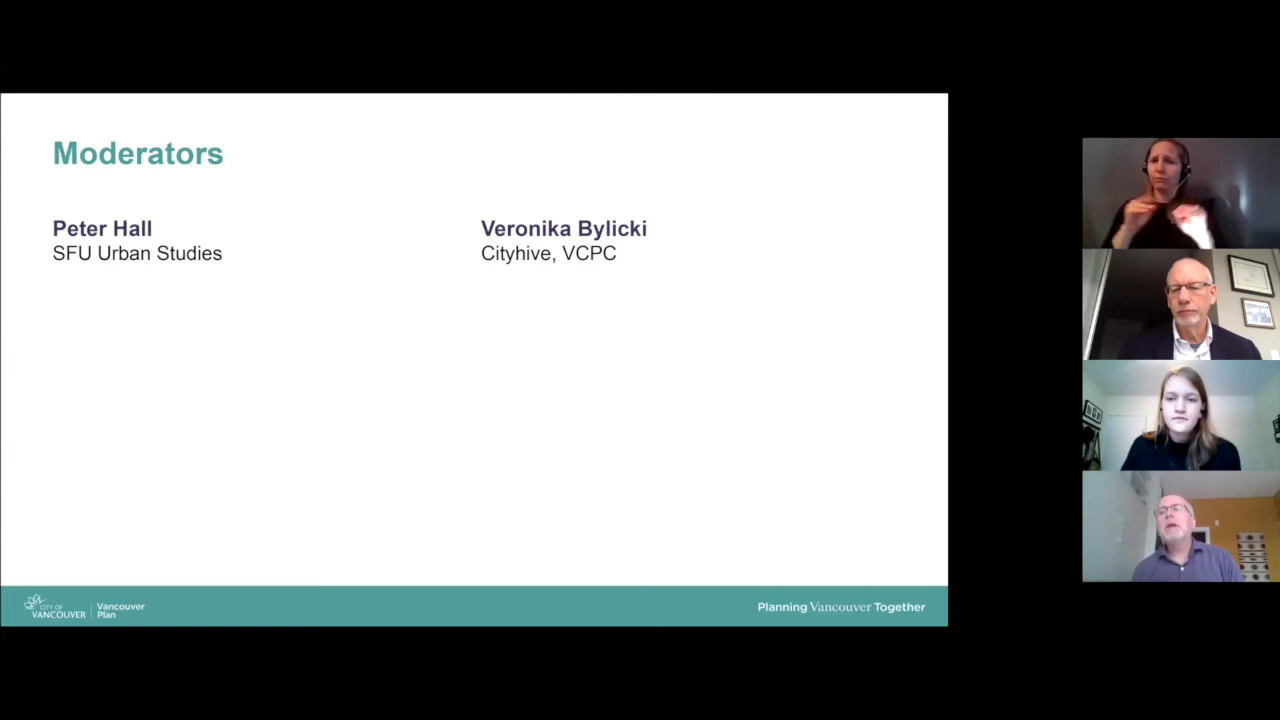 Moderators
Peter Hall
SFU Urban Studies
Veronika Bylicki
Cityhive, VCPC
CITY OF
VANCOUVER
Vancouver
Plan
Planning Vancouver Together